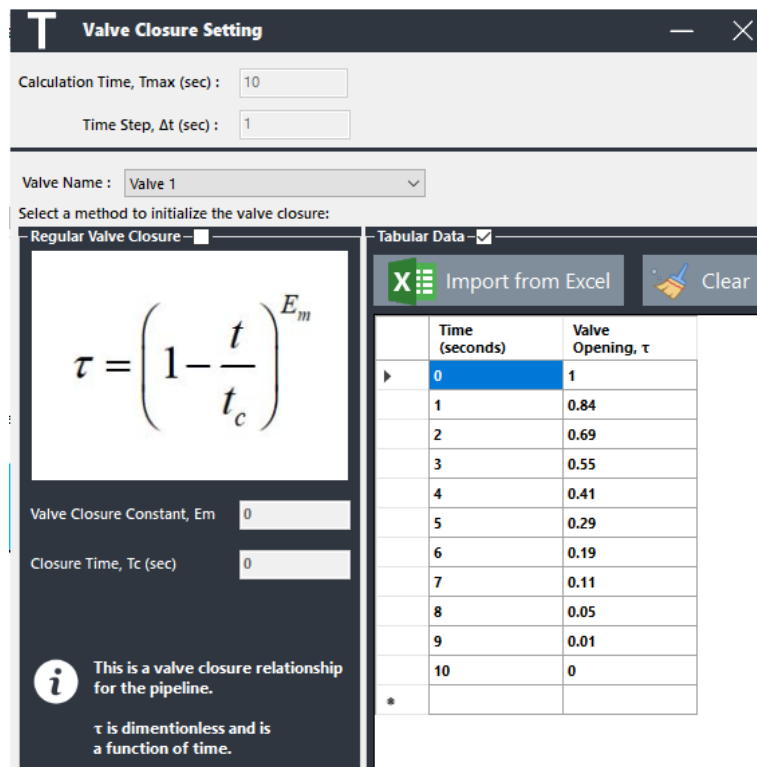 T Valve Closure Setting
Calculation Time, Tmax (sec) : 10
Time Step, Δt (sec) : 1
Valve Name : Valve 1
Select a method to initialize the valve closure:
Regular Valve Closure
τ = (1 - t / t_c)^E_m
Valve Closure Constant, Em 0
Closure Time, Tc (sec) 0
i
This is a valve closure relationship
for the pipeline.
τ is dimentionless and is
a function of time.
Tabular Data
Import from Excel Clear
Time
(seconds)
Valve
Opening, τ
0 1
1 0.84
2 0.69
3 0.55
4 0.41
5 0.29
6 0.19
7 0.11
8 0.05
9 0.01
10 0
*